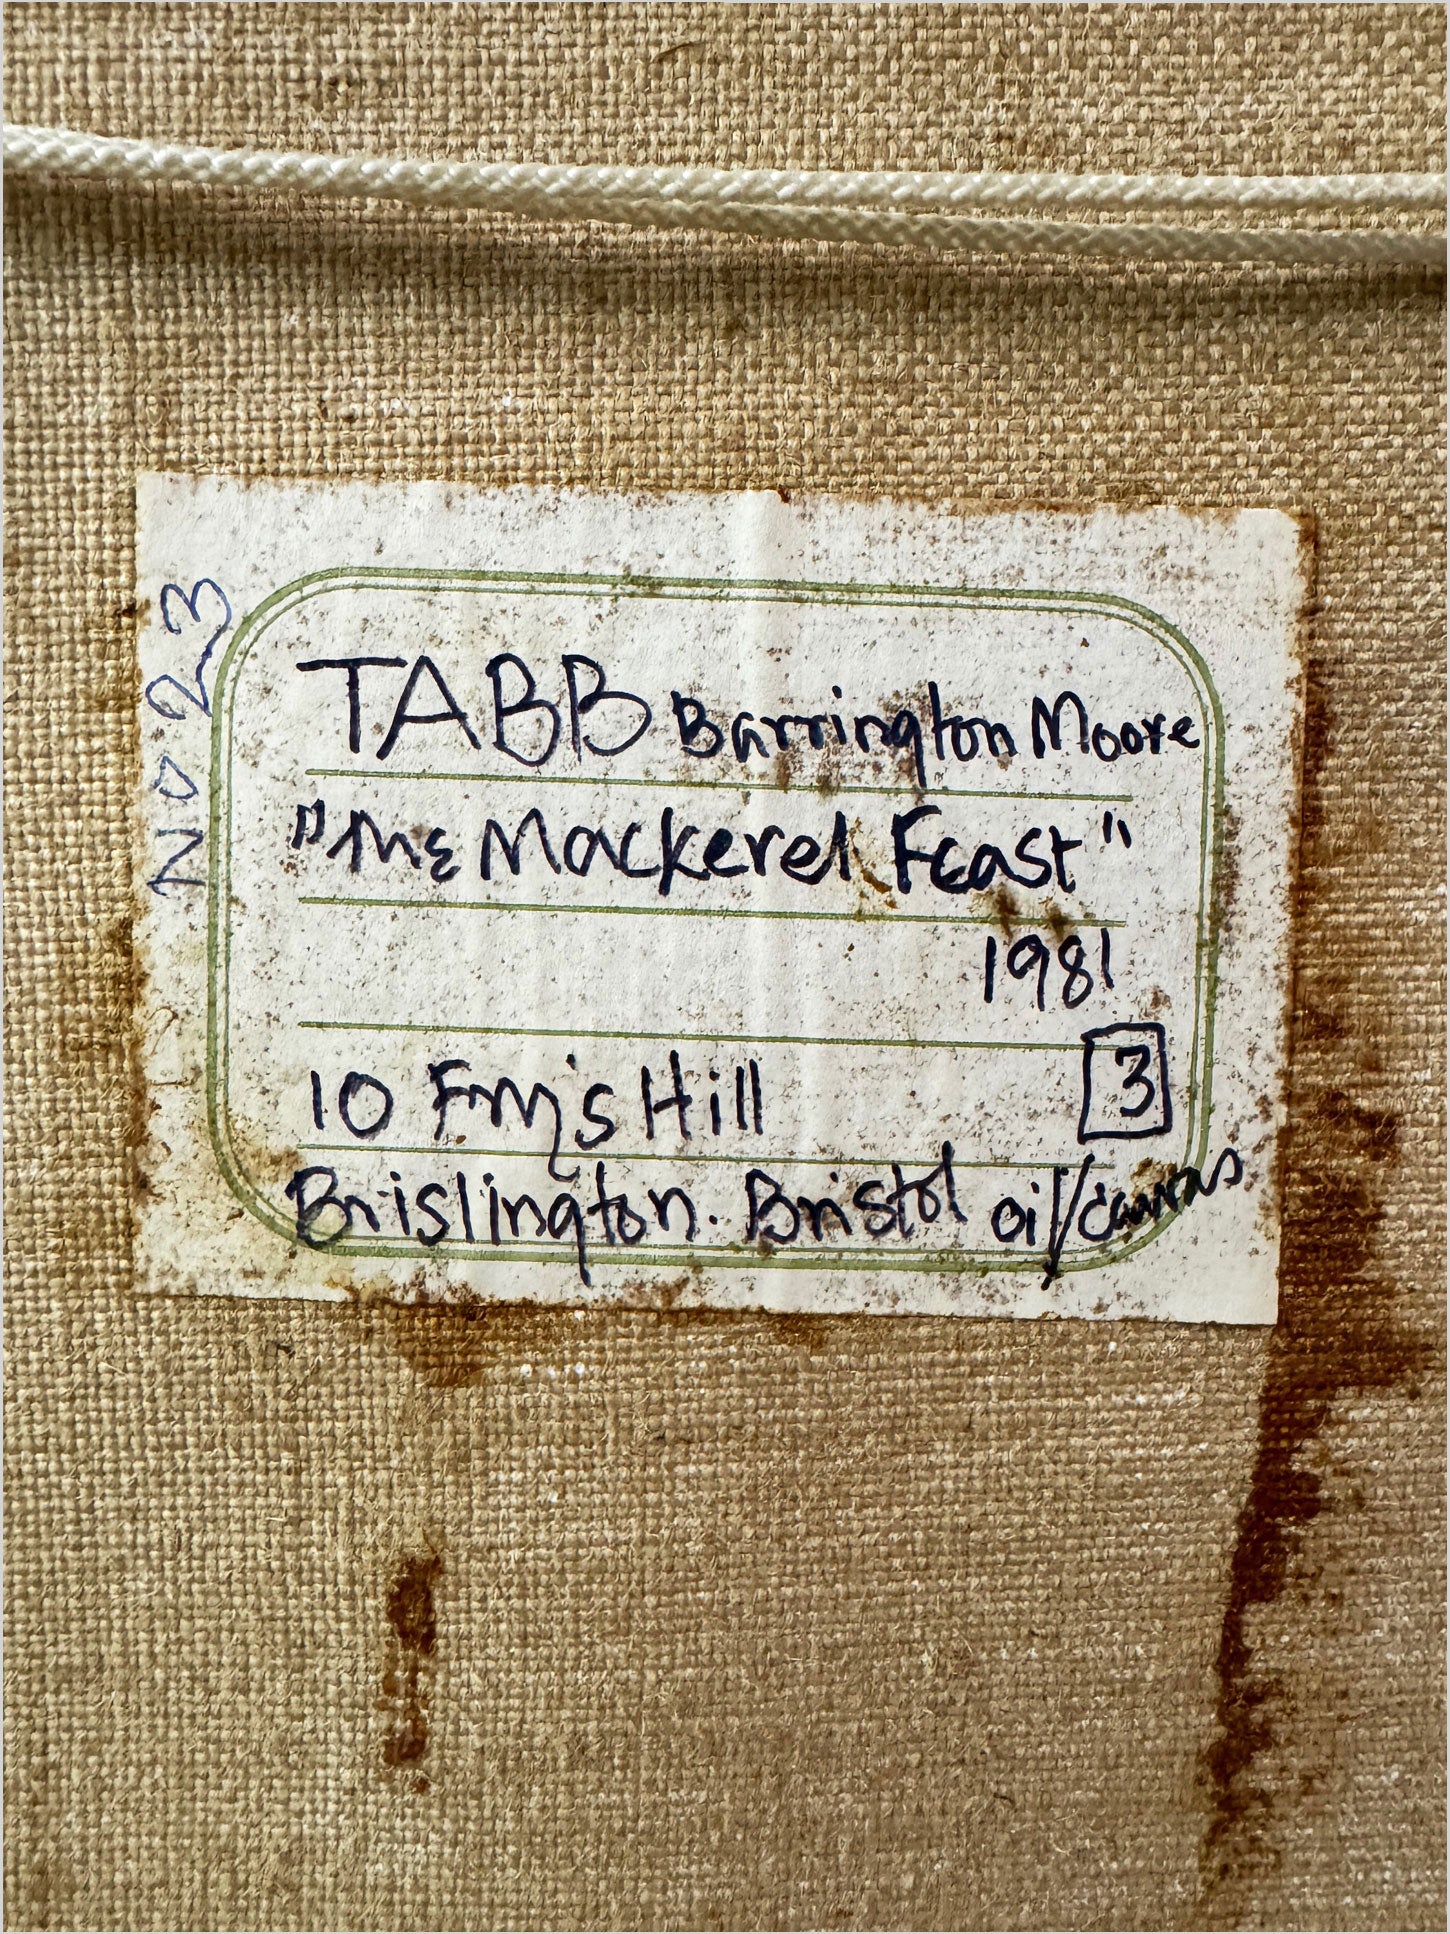 No 23
TABB Barrington Moore
"The Mackerel Feast"
1981
10 Fry's Hill
3
Brislington. Bristol oil/canvas